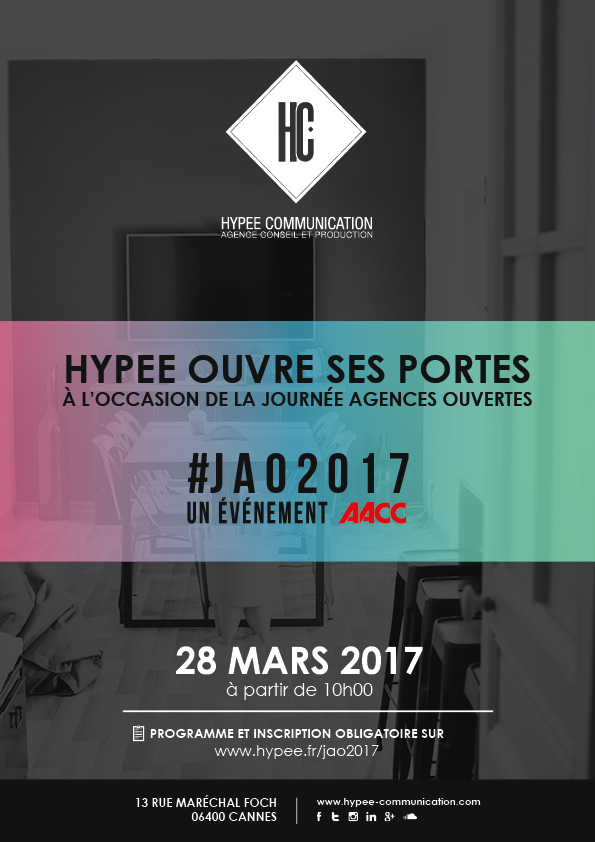 HC
HYPEE COMMUNICATION
AGENCE CONSEIL ET PRODUCTION
HYPEE OUVRE SES PORTES
À L'OCCASION DE LA JOURNÉE AGENCES OUVERTES
#JAO2017
UN ÉVÉNEMENT AACC
28 MARS 2017
à partir de 10h00
PROGRAMME ET INSCRIPTION OBLIGATOIRE SUR
www.hypee.fr/jao2017
13 RUE MARÉCHAL FOCH
06400 CANNES
www.hypee-communication.com